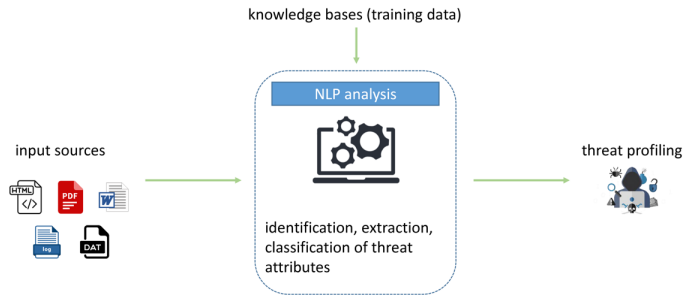 knowledge bases (training data)
NLP analysis
input sources
threat profiling
HTML
</>
PDF
W
log
DAT
identification, extraction,
classification of threat
attributes